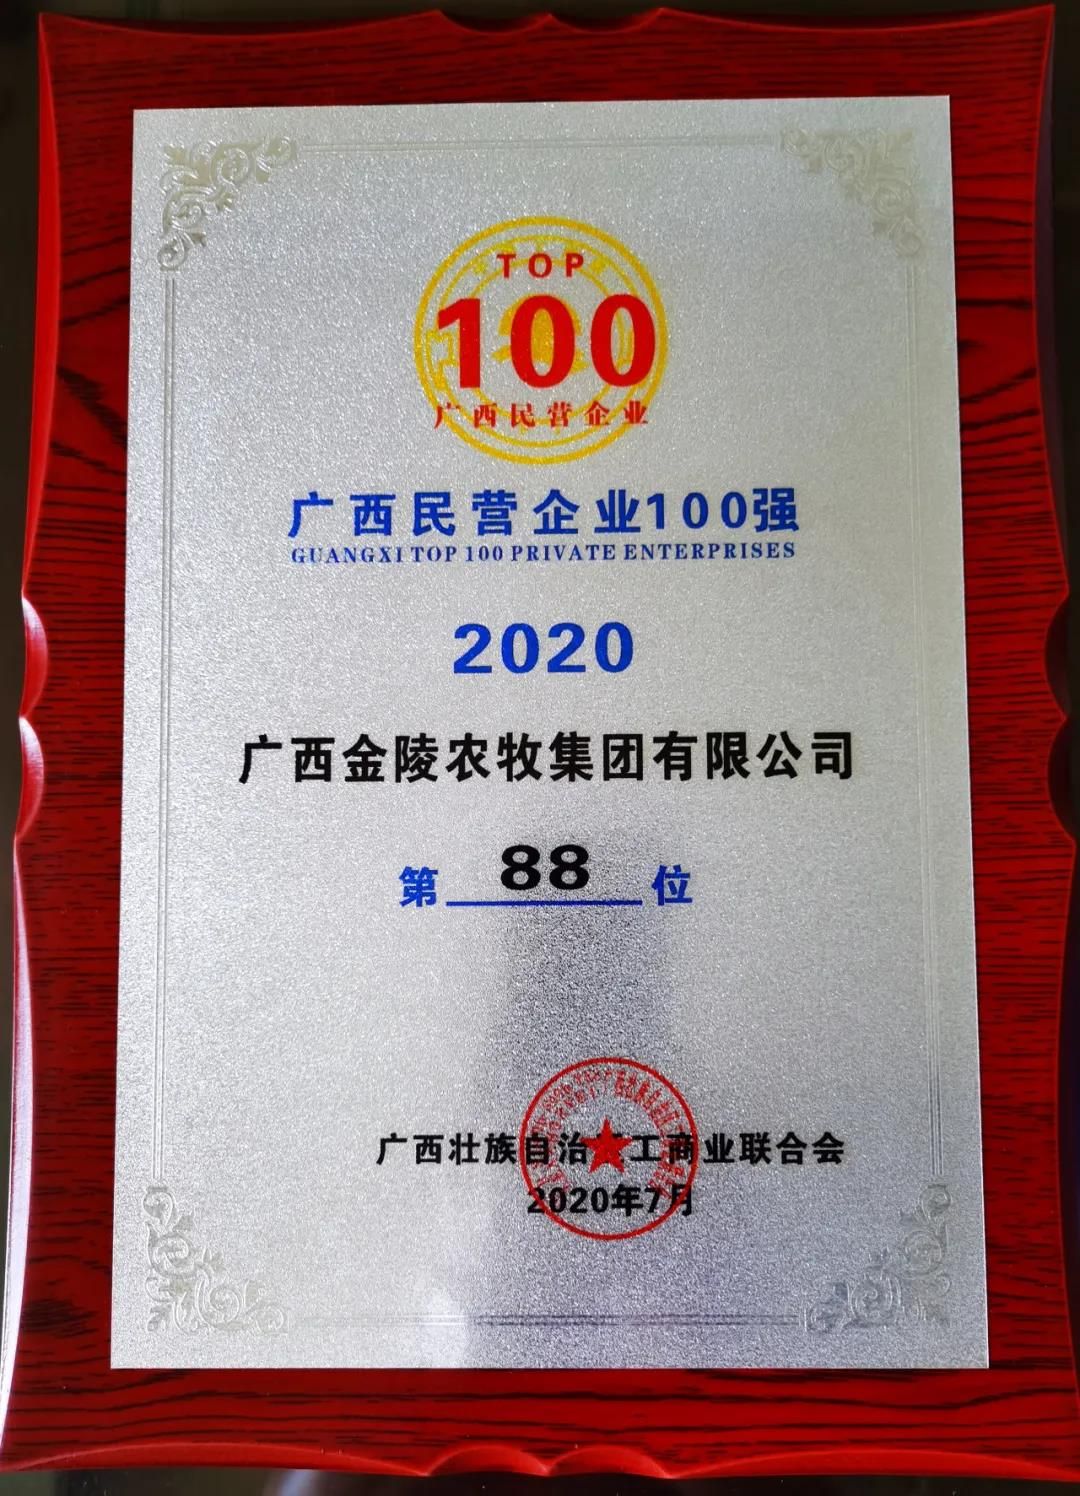 TOP
100
广西民营企业
广西民营企业100强
GUANGXI TOP 100 PRIVATE ENTERPRISES
2020
广西金陵农牧集团有限公司
第 88 位
广西壮族自治区工商业联合会
2020年7月